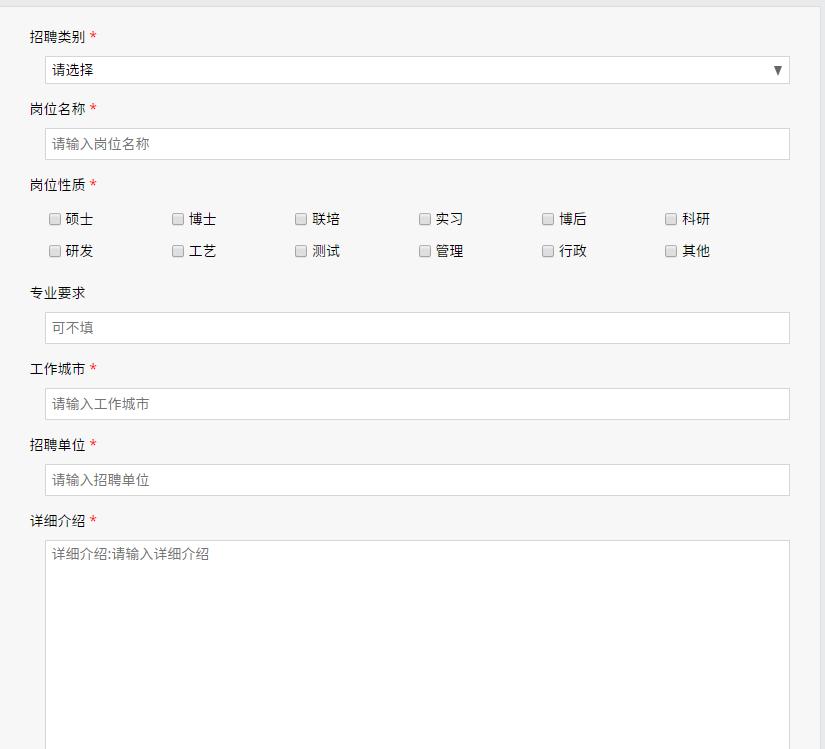 招聘类别 *
请选择
岗位名称 *
请输入岗位名称
岗位性质 *
硕士 博士 联培 实习 博后 科研
研发 工艺 测试 管理 行政 其他
专业要求
可不填
工作城市 *
请输入工作城市
招聘单位 *
请输入招聘单位
详细介绍 *
详细介绍:请输入详细介绍